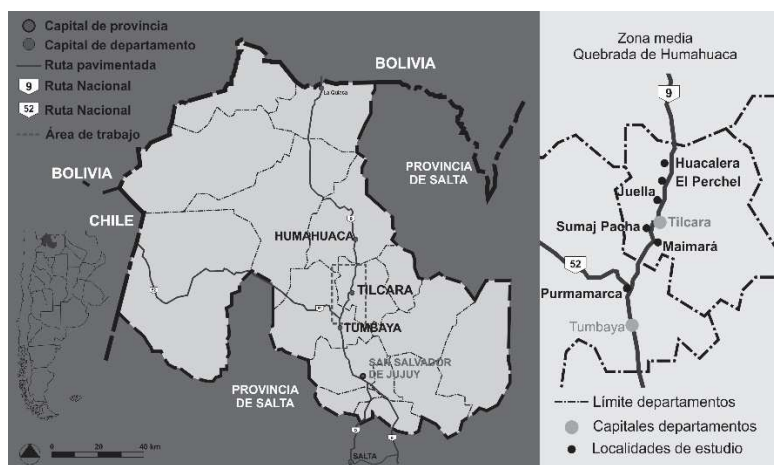 Capital de provincia
Capital de departamento
Ruta pavimentada
9 Ruta Nacional
52 Ruta Nacional
Área de trabajo
BOLIVIA
La Quiaca
BOLIVIA
PROVINCIA
DE SALTA
CHILE
HUMAHUACA
TILCARA
TUMBAYA
SAN SALVADOR
DE JUJUY
PROVINCIA
DE SALTA
SALTA
0 20 40 km
Zona media
Quebrada de Humahuaca
9
Huacalera
El Perchel
Juella
Tilcara
Sumaj Pacha
Maimará
52
Purmamarca
Tumbaya
Límite departamentos
Capitales departamentos
Localidades de estudio